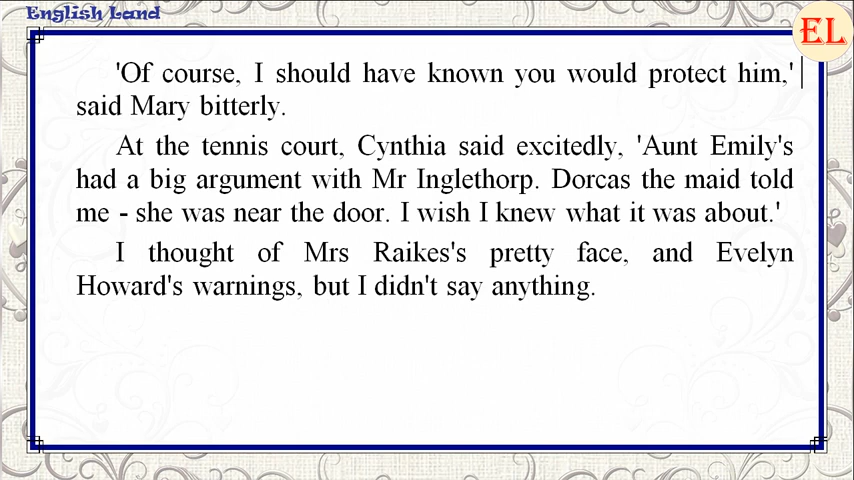 English Land
EL
'Of course, I should have known you would protect him,'
said Mary bitterly.
At the tennis court, Cynthia said excitedly, 'Aunt Emily's
had a big argument with Mr Inglethorp. Dorcas the maid told
me - she was near the door. I wish I knew what it was about.'
I thought of Mrs Raikes's pretty face, and Evelyn
Howard's warnings, but I didn't say anything.